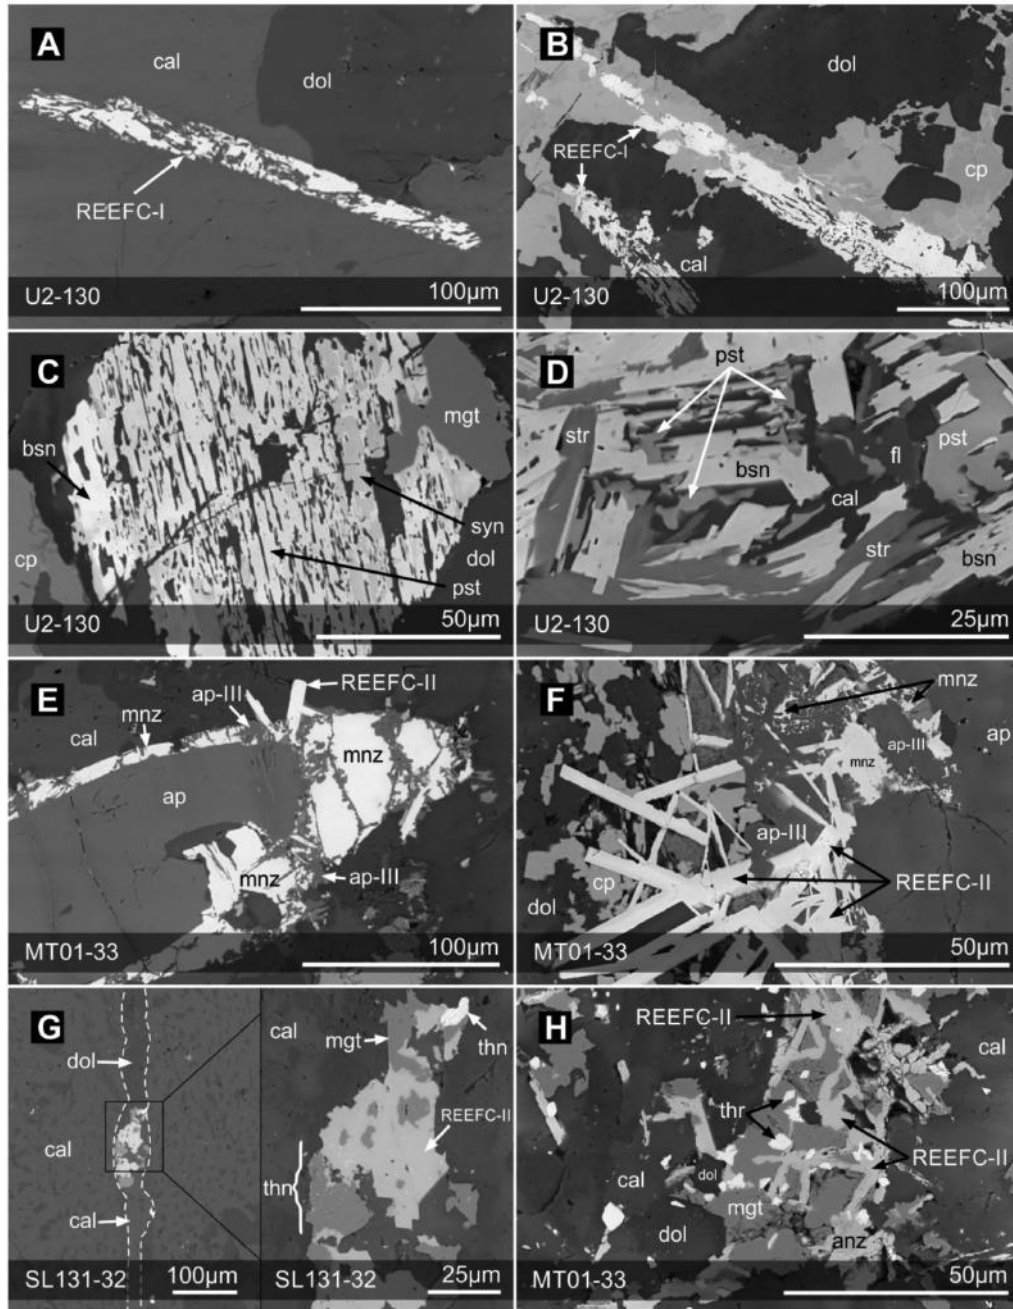 A
cal
dol
REEFC-I
U2-130
100µm
B
dol
REEFC-I
cp
cal
U2-130
100µm
C
mgt
bsn
syn
dol
cp
pst
U2-130
50µm
D
pst
str
pst
fl
bsn
cal
str
bsn
U2-130
25µm
E
REEFC-II
ap-III
mnz
cal
mnz
ap
mnz
ap-III
MT01-33
100µm
F
mnz
ap
ap-III
mnz
ap-III
cp
REEFC-II
dol
MT01-33
50µm
G
dol
cal
cal
SL131-32
100µm
cal
mgt
thn
REEFC-II
thn
SL131-32
25µm
H
REEFC-II
cal
thr
REEFC-II
cal
dol
mgt
dol
anz
MT01-33
50µm